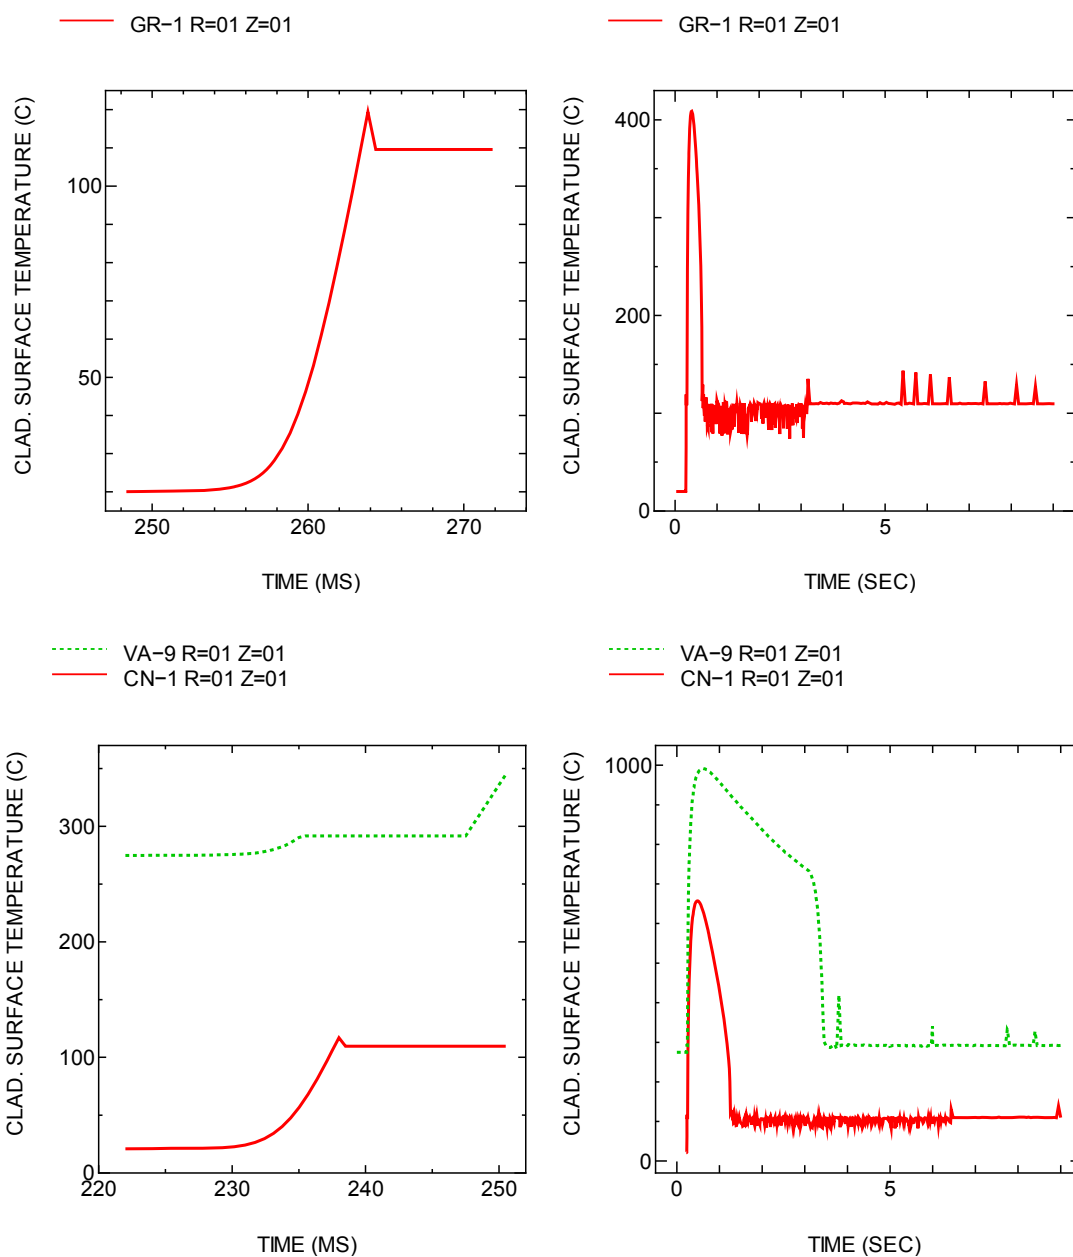 GR−1 R=01 Z=01
CLAD. SURFACE TEMPERATURE (C)
100
50
250
260
270
TIME (MS)
GR−1 R=01 Z=01
CLAD. SURFACE TEMPERATURE (C)
400
200
0
0
5
TIME (SEC)
VA−9 R=01 Z=01
CN−1 R=01 Z=01
CLAD. SURFACE TEMPERATURE (C)
300
200
100
0
220
230
240
250
TIME (MS)
VA−9 R=01 Z=01
CN−1 R=01 Z=01
CLAD. SURFACE TEMPERATURE (C)
1000
0
0
5
TIME (SEC)